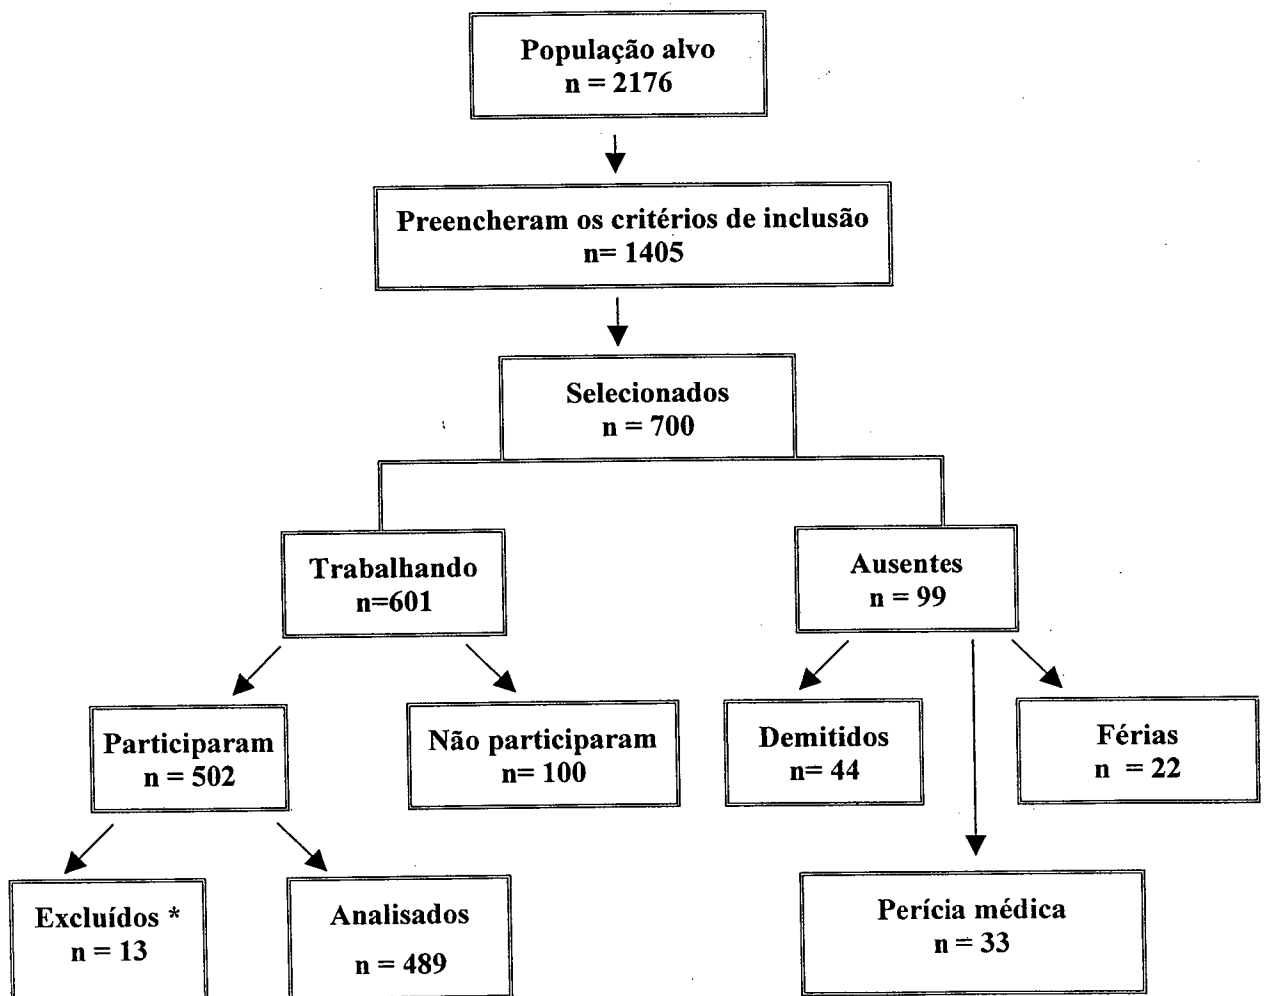 População alvo
n = 2176
Preencheram os critérios de inclusão
n= 1405
Selecionados
n = 700
Trabalhando
n=601
Ausentes
n = 99
Participaram
n = 502
Não participaram
n= 100
Demitidos
n= 44
Férias
n = 22
Excluídos *
n = 13
Analisados
n = 489
Perícia médica
n = 33